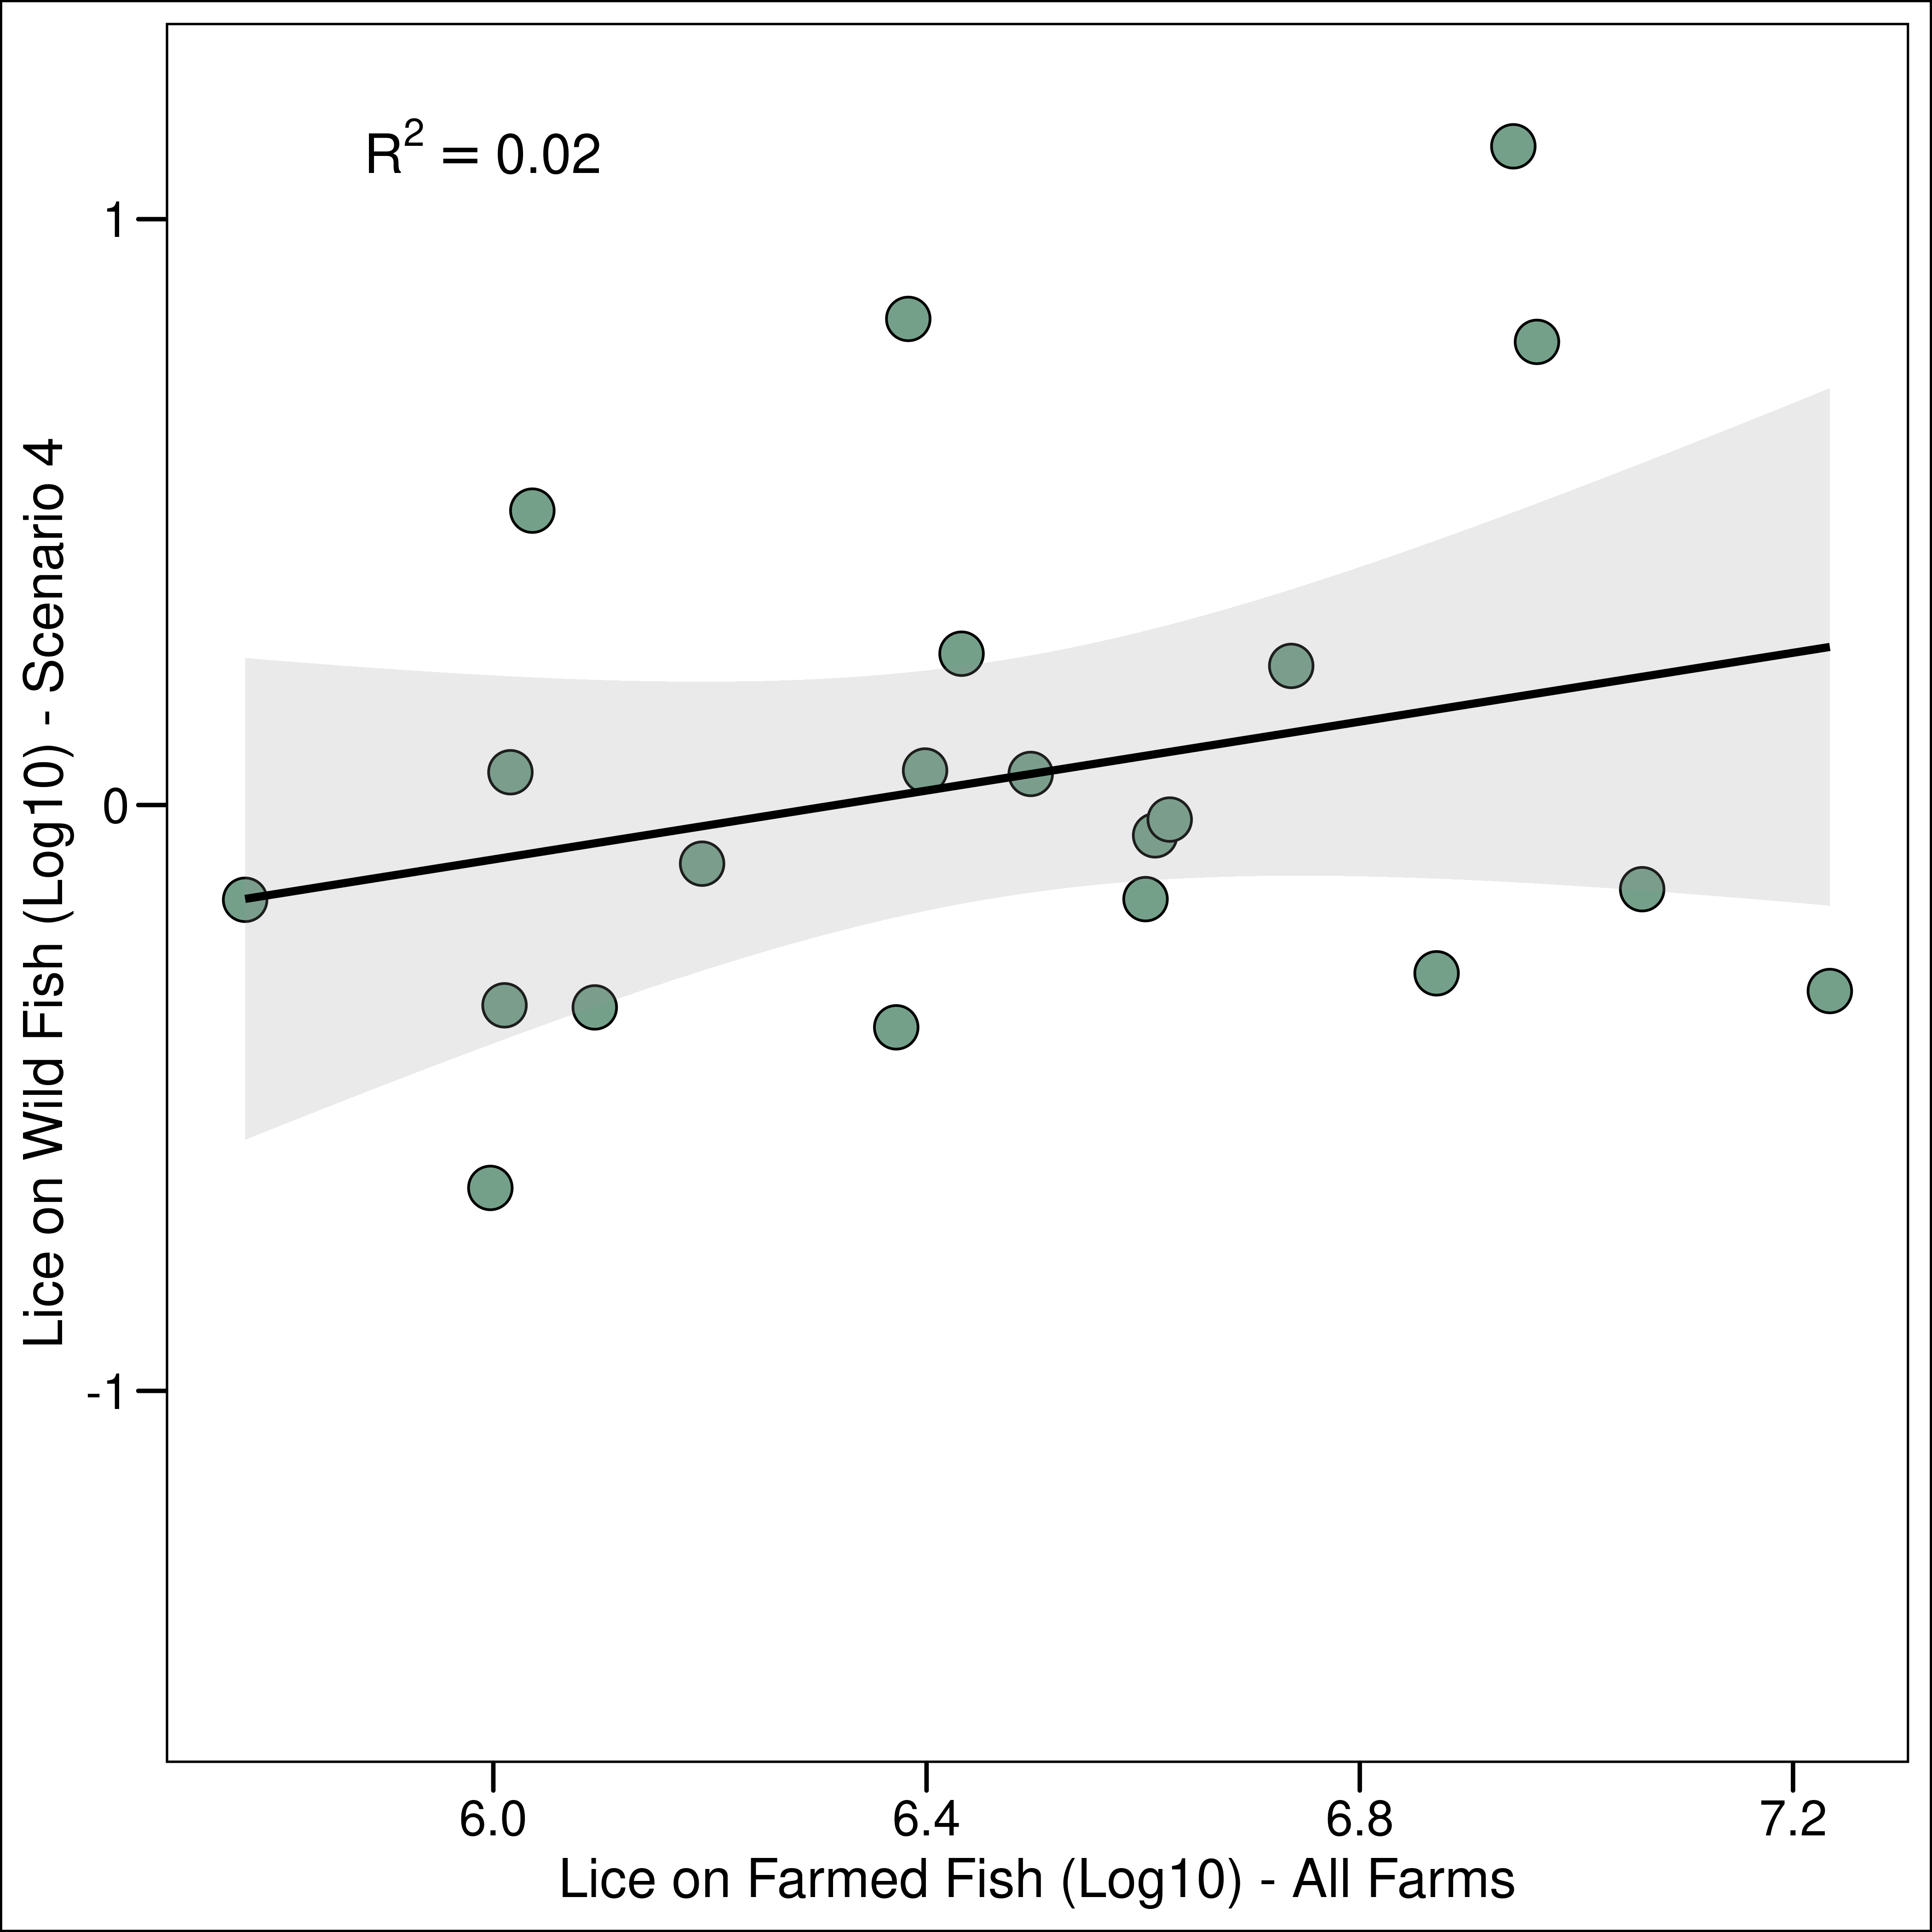 R² = 0.02
1
0
-1
Lice on Wild Fish (Log10) - Scenario 4
6.0 6.4 6.8 7.2
Lice on Farmed Fish (Log10) - All Farms